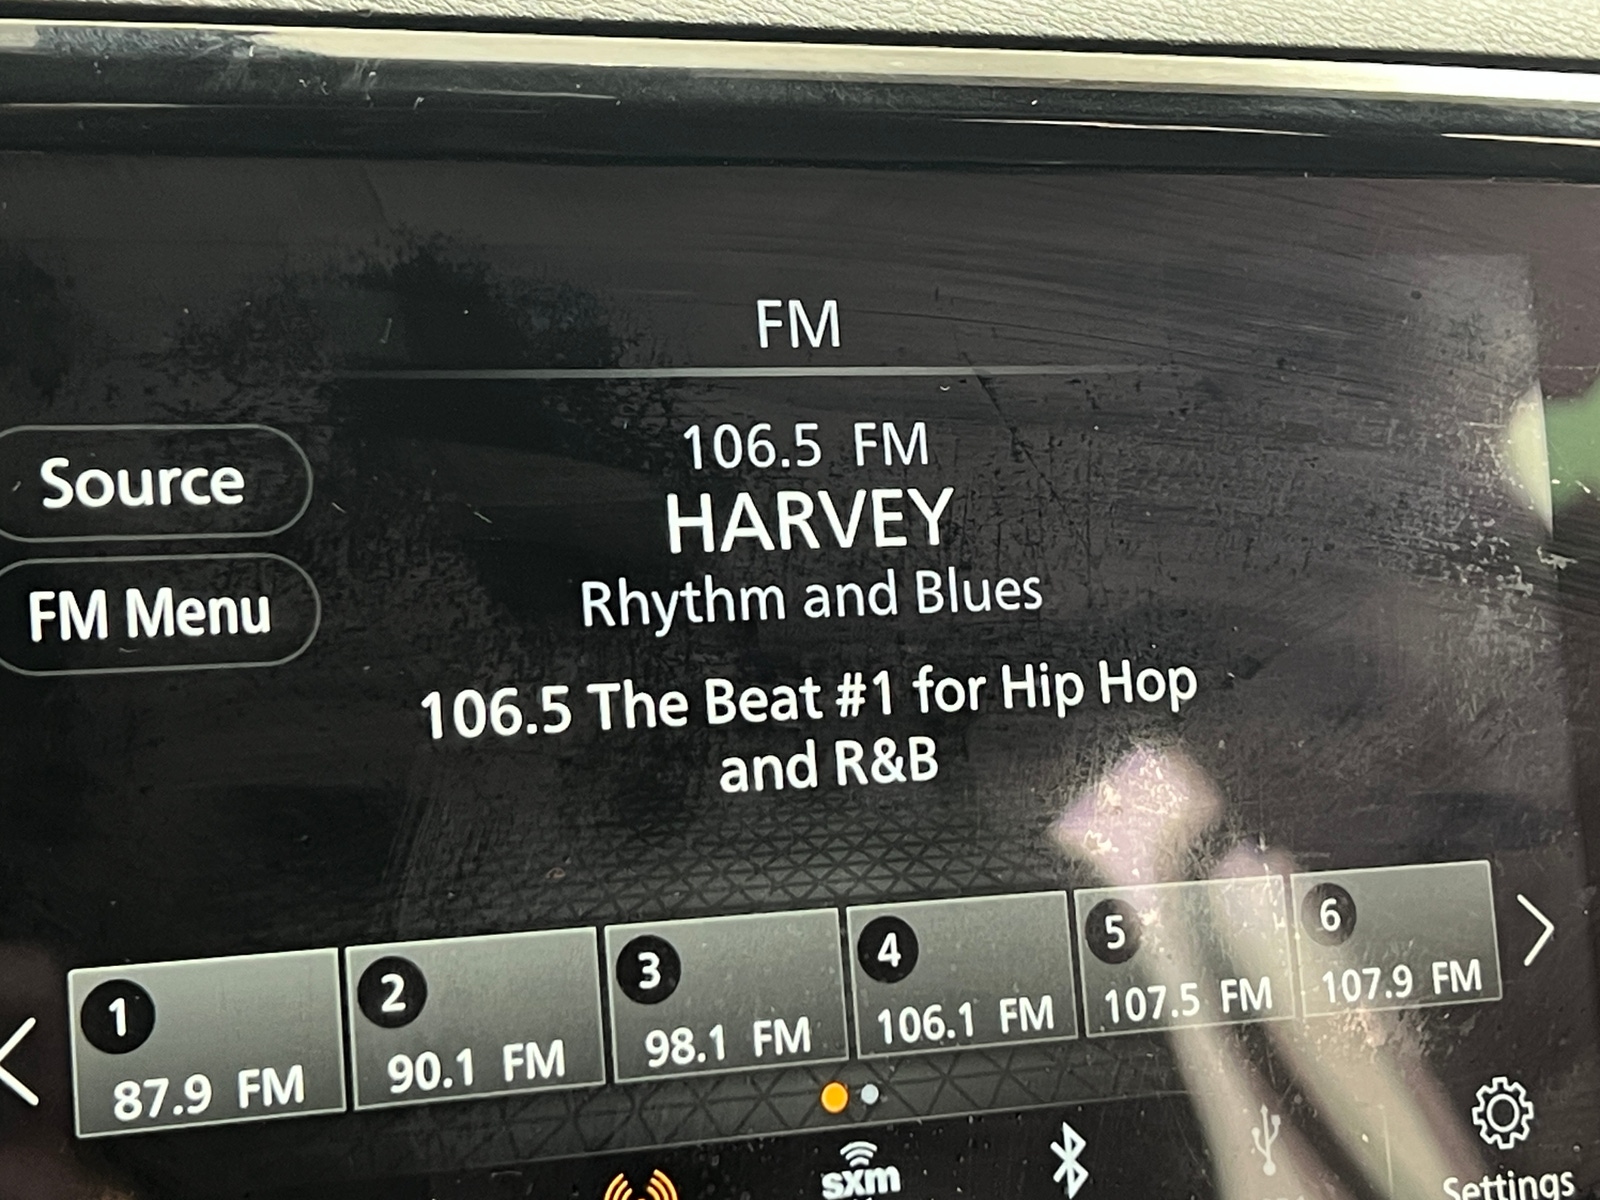 FM
106.5 FM
HARVEY
Rhythm and Blues
106.5 The Beat #1 for Hip Hop
and R&B
Source
FM Menu
1
87.9 FM
2
90.1 FM
3
98.1 FM
4
106.1 FM
5
107.5 FM
6
107.9 FM
sxm
Settings